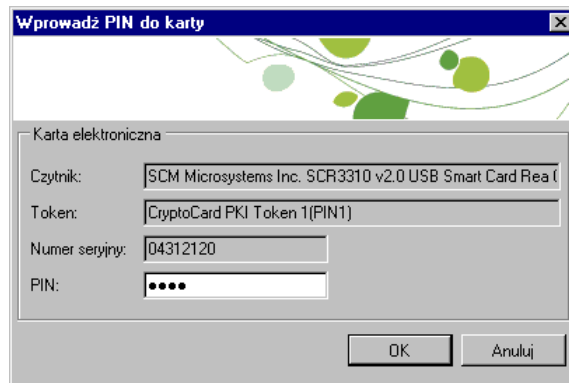 Wprowadź PIN do karty
Karta elektroniczna
Czytnik: SCM Microsystems Inc. SCR3310 v2.0 USB Smart Card Rea
Token: CryptoCard PKI Token 1(PIN1)
Numer seryjny: 04312120
PIN: ●●●●
OK Anuluj